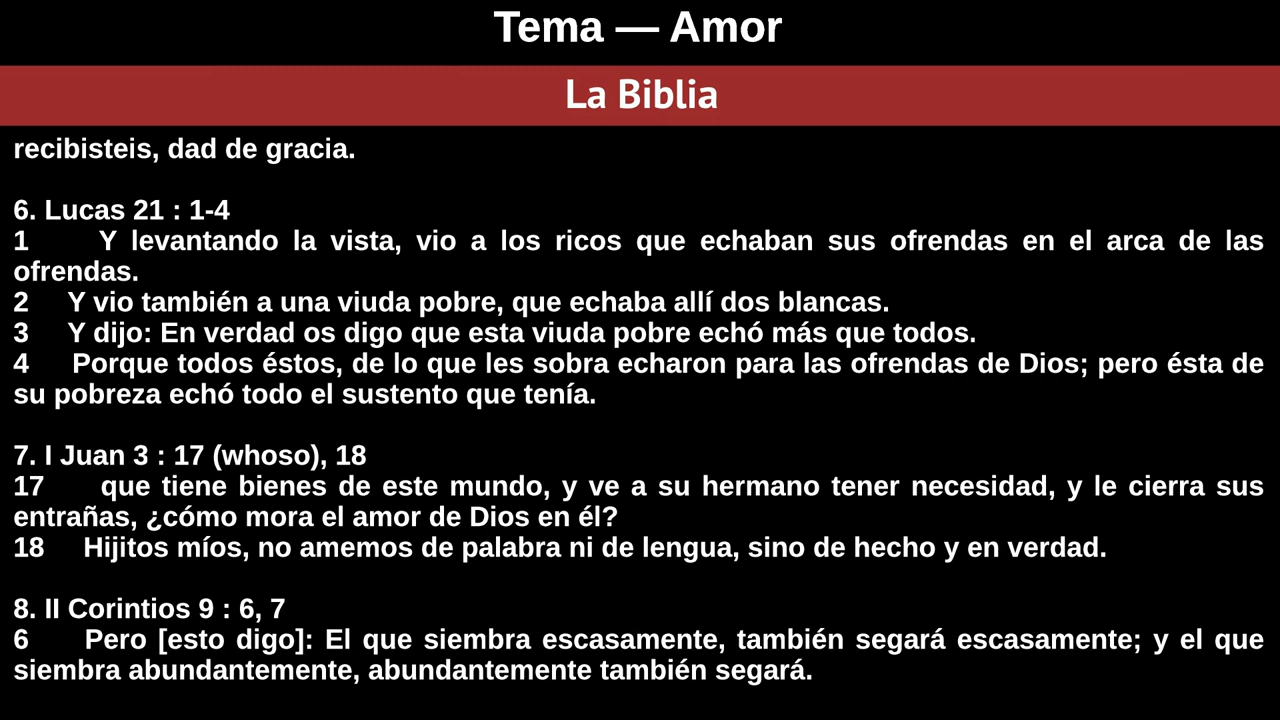 Tema — Amor
La Biblia
recibisteis, dad de gracia.
6. Lucas 21 : 1-4
1 Y levantando la vista, vio a los ricos que echaban sus ofrendas en el arca de las
ofrendas.
2 Y vio también a una viuda pobre, que echaba allí dos blancas.
3 Y dijo: En verdad os digo que esta viuda pobre echó más que todos.
4 Porque todos éstos, de lo que les sobra echaron para las ofrendas de Dios; pero ésta de
su pobreza echó todo el sustento que tenía.
7. I Juan 3 : 17 (whoso), 18
17 que tiene bienes de este mundo, y ve a su hermano tener necesidad, y le cierra sus
entrañas, ¿cómo mora el amor de Dios en él?
18 Hijitos míos, no amemos de palabra ni de lengua, sino de hecho y en verdad.
8. II Corintios 9 : 6, 7
6 Pero [esto digo]: El que siembra escasamente, también segará escasamente; y el que
siembra abundantemente, abundantemente también segará.